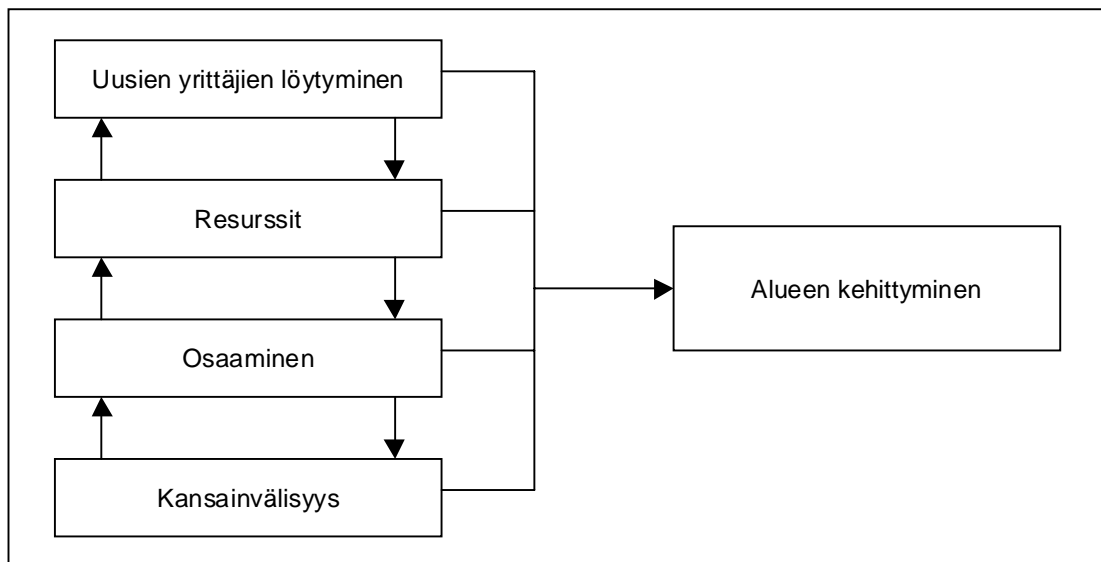 Uusien yrittäjien löytyminen
Resurssit
Osaaminen
Kansainvälisyys
Alueen kehittyminen